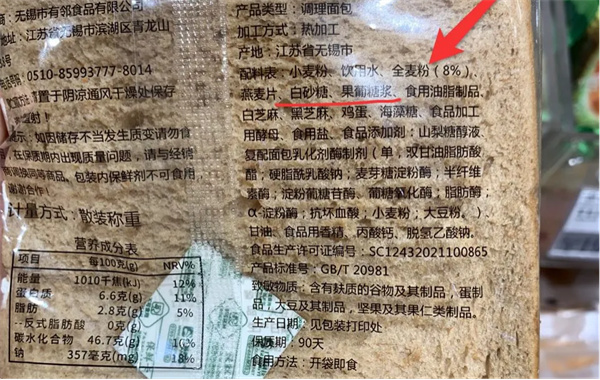 商：无锡市有邻食品有限公司
地址：江苏省无锡市滨湖区青龙山
0510-85993777-8014
置于阴凉通风干燥处保存
示：如因储存不当发生质变请勿食
在保质期内出现质量问题，请与经销
商调换同等商品。包装内保鲜剂不可食用，
谢谢合作！
计量方式：散装称重
营养成分表
每100克(g) NRV%
能量 1010千焦(kJ) 12%
蛋白质 6.6克(g) 11%
脂肪 2.8克(g) 5%
--反式脂肪酸 0克(g)
碳水化合物 46.7克(g) 16%
钠 357毫克(mg) 18%
产品类型：调理面包
加工方式：热加工
产地：江苏省无锡市
配料表：小麦粉、饮用水、全麦粉（8%）、
燕麦片、白砂糖、果葡糖浆、食用油脂制品、
白芝麻、黑芝麻、鸡蛋、海藻糖、食品加工
用酵母、食用盐、食品添加剂：山梨糖醇液、
复配面包乳化剂酶制剂（单，双甘油脂肪酸
酯；硬脂酰乳酸钠；麦芽糖淀粉酶；半纤维
素酶；淀粉葡糖苷酶、葡糖氧化酶；脂肪酶；
α-淀粉酶；抗坏血酸；小麦粉；大豆粉。）
甘油、食品用香精、丙酸钙、脱氢乙酸钠。
食品生产许可证编号：SC12432021100865
产品标准号：GB/T 20981
致敏物质：含有麸质的谷物及其制品，蛋制
品，大豆及其制品，坚果及其果仁类制品。
生产日期：见包装打印处
保质期：90天
食用方法：开袋即食